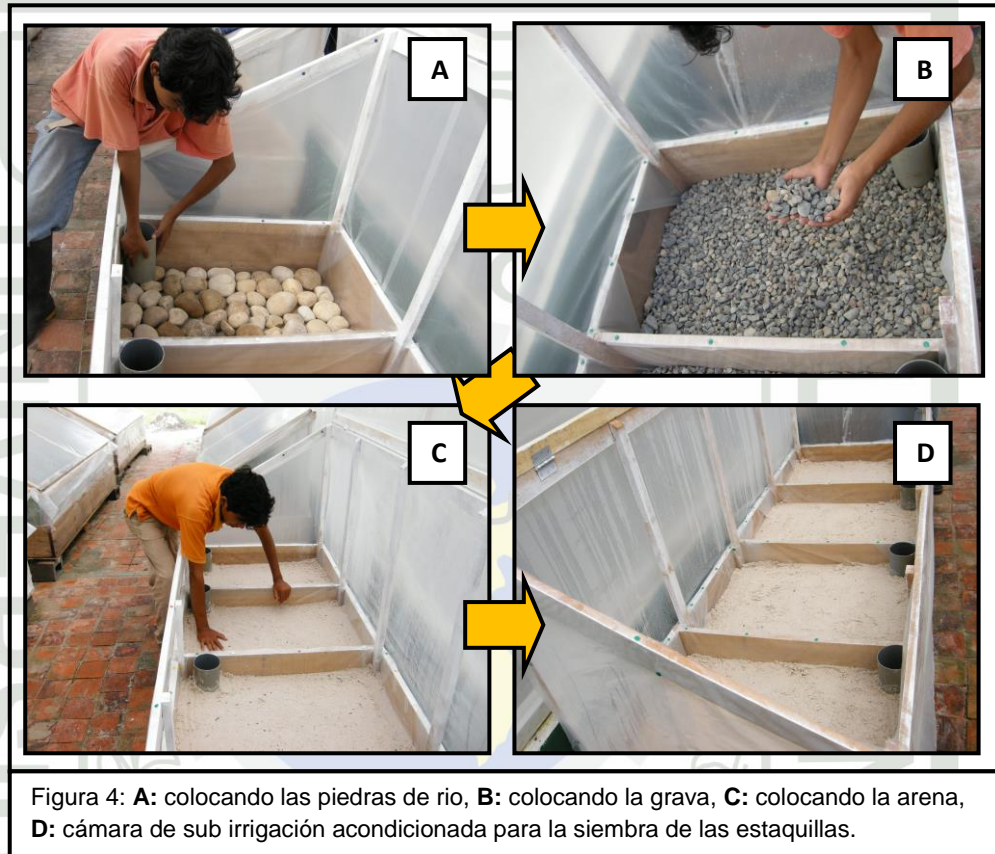 A
B
C
D
Figura 4: A: colocando las piedras de rio, B: colocando la grava, C: colocando la arena,
D: cámara de sub irrigación acondicionada para la siembra de las estaquillas.